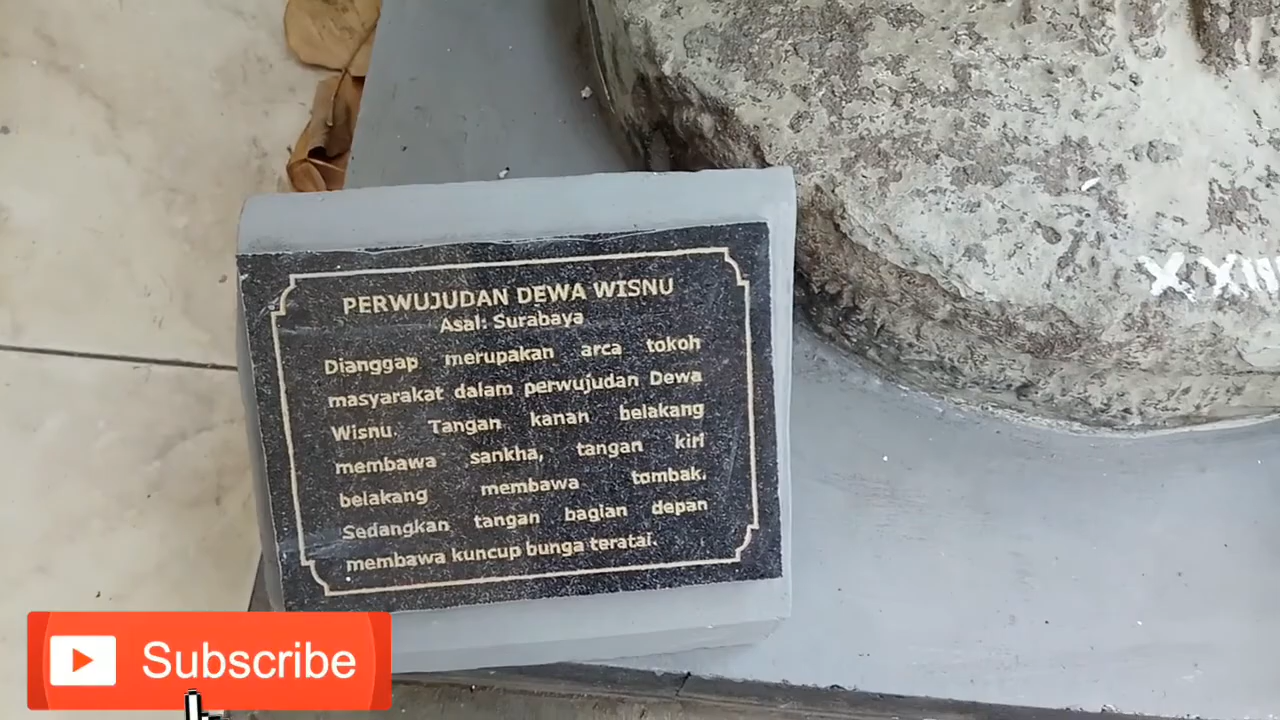 PERWUJUDAN DEWA WISNU
Asal: Surabaya
Dianggap merupakan arca tokoh
masyarakat dalam perwujudan Dewa
Wisnu. Tangan kanan belakang
membawa sankha, tangan kiri
belakang membawa tombak.
Sedangkan tangan bagian depan
membawa kuncup bunga teratai.
XXIII
Subscribe